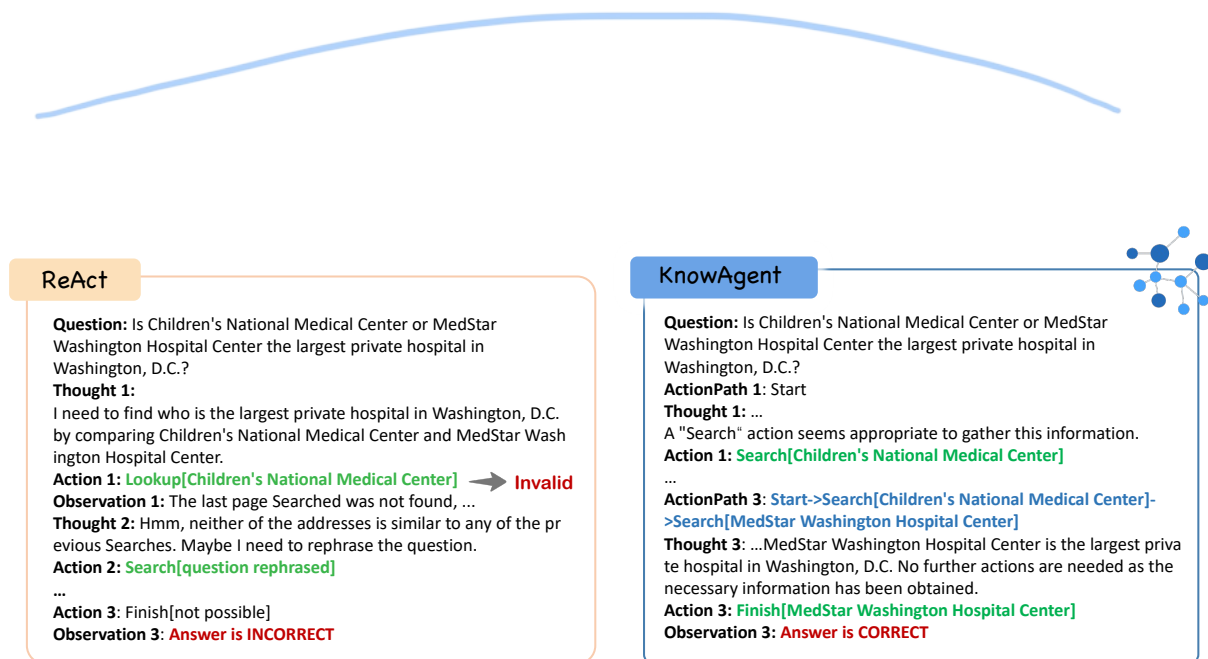 ReAct
Question: Is Children's National Medical Center or MedStar
Washington Hospital Center the largest private hospital in
Washington, D.C.?
Thought 1:
I need to find who is the largest private hospital in Washington, D.C.
by comparing Children's National Medical Center and MedStar Wash
ington Hospital Center.
Action 1: Lookup[Children's National Medical Center] Invalid
Observation 1: The last page Searched was not found, ...
Thought 2: Hmm, neither of the addresses is similar to any of the pr
evious Searches. Maybe I need to rephrase the question.
Action 2: Search[question rephrased]
...
Action 3: Finish[not possible]
Observation 3: Answer is INCORRECT
KnowAgent
Question: Is Children's National Medical Center or MedStar
Washington Hospital Center the largest private hospital in
Washington, D.C.?
ActionPath 1: Start
Thought 1: ...
A "Search“ action seems appropriate to gather this information.
Action 1: Search[Children's National Medical Center]
...
ActionPath 3: Start->Search[Children's National Medical Center]-
>Search[MedStar Washington Hospital Center]
Thought 3: ...MedStar Washington Hospital Center is the largest priva
te hospital in Washington, D.C. No further actions are needed as the
necessary information has been obtained.
Action 3: Finish[MedStar Washington Hospital Center]
Observation 3: Answer is CORRECT